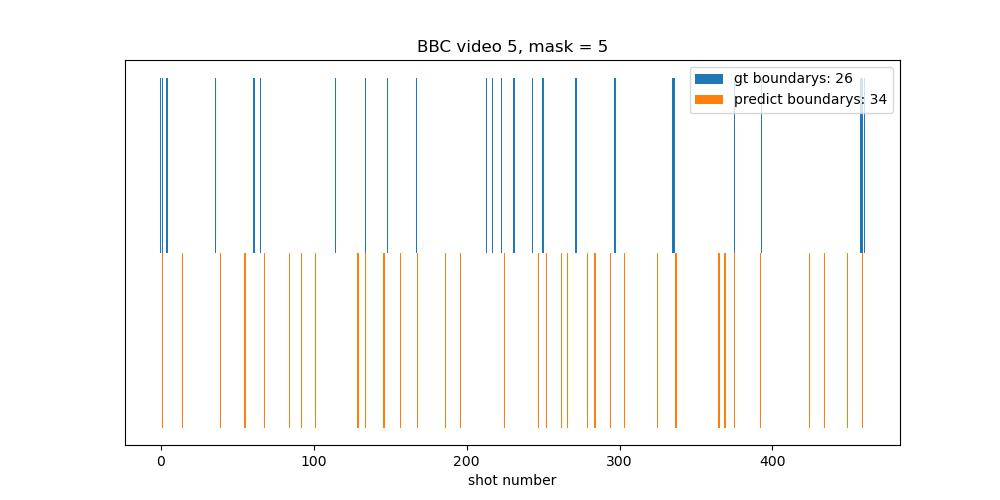 BBC video 5, mask = 5
gt boundarys: 26
predict boundarys: 34
0 100 200 300 400
shot number